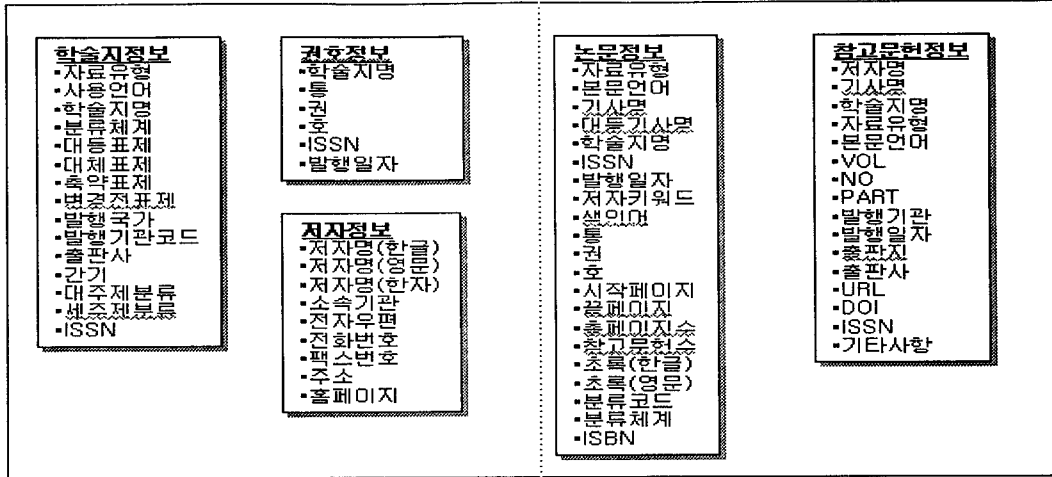 학술지정보
▪자료유형
▪사용언어
▪학술지명
▪분류체계
▪대등표제
▪대체표제
▪축약표제
▪변경전표제
▪발행국가
▪발행기관코드
▪출판사
▪간기
▪대주제분류
▪세주제분류
▪ISSN
권호정보
▪학술지명
▪통
▪권
▪호
▪ISSN
▪발행일자
저자정보
▪저자명(한글)
▪저자명(영문)
▪저자명(한자)
▪소속기관
▪전자우편
▪전화번호
▪팩스번호
▪주소
▪홈페이지
논문정보
▪자료유형
▪본문언어
▪기사명
▪대등기사명
▪학술지명
▪ISSN
▪발행일자
▪저자키워드
▪색인어
▪통
▪권
▪호
▪시작페이지
▪끝페이지
▪총페이지수
▪참고문헌수
▪초록(한글)
▪초록(영문)
▪분류코드
▪분류체계
▪ISBN
참고문헌정보
▪저자명
▪기사명
▪학술지명
▪자료유형
▪본문언어
▪VOL
▪NO
▪PART
▪발행기관
▪발행일자
▪출판지
▪출판사
▪URL
▪DOI
▪ISSN
▪기타사항